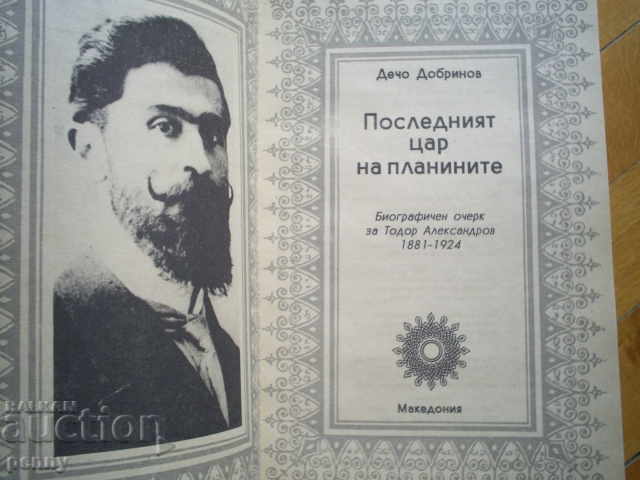 Дечо Добринов
Последният
цар
на планините
Биографичен очерк
за Тодор Александров
1881-1924
Македония
BALKAN
auction
penny